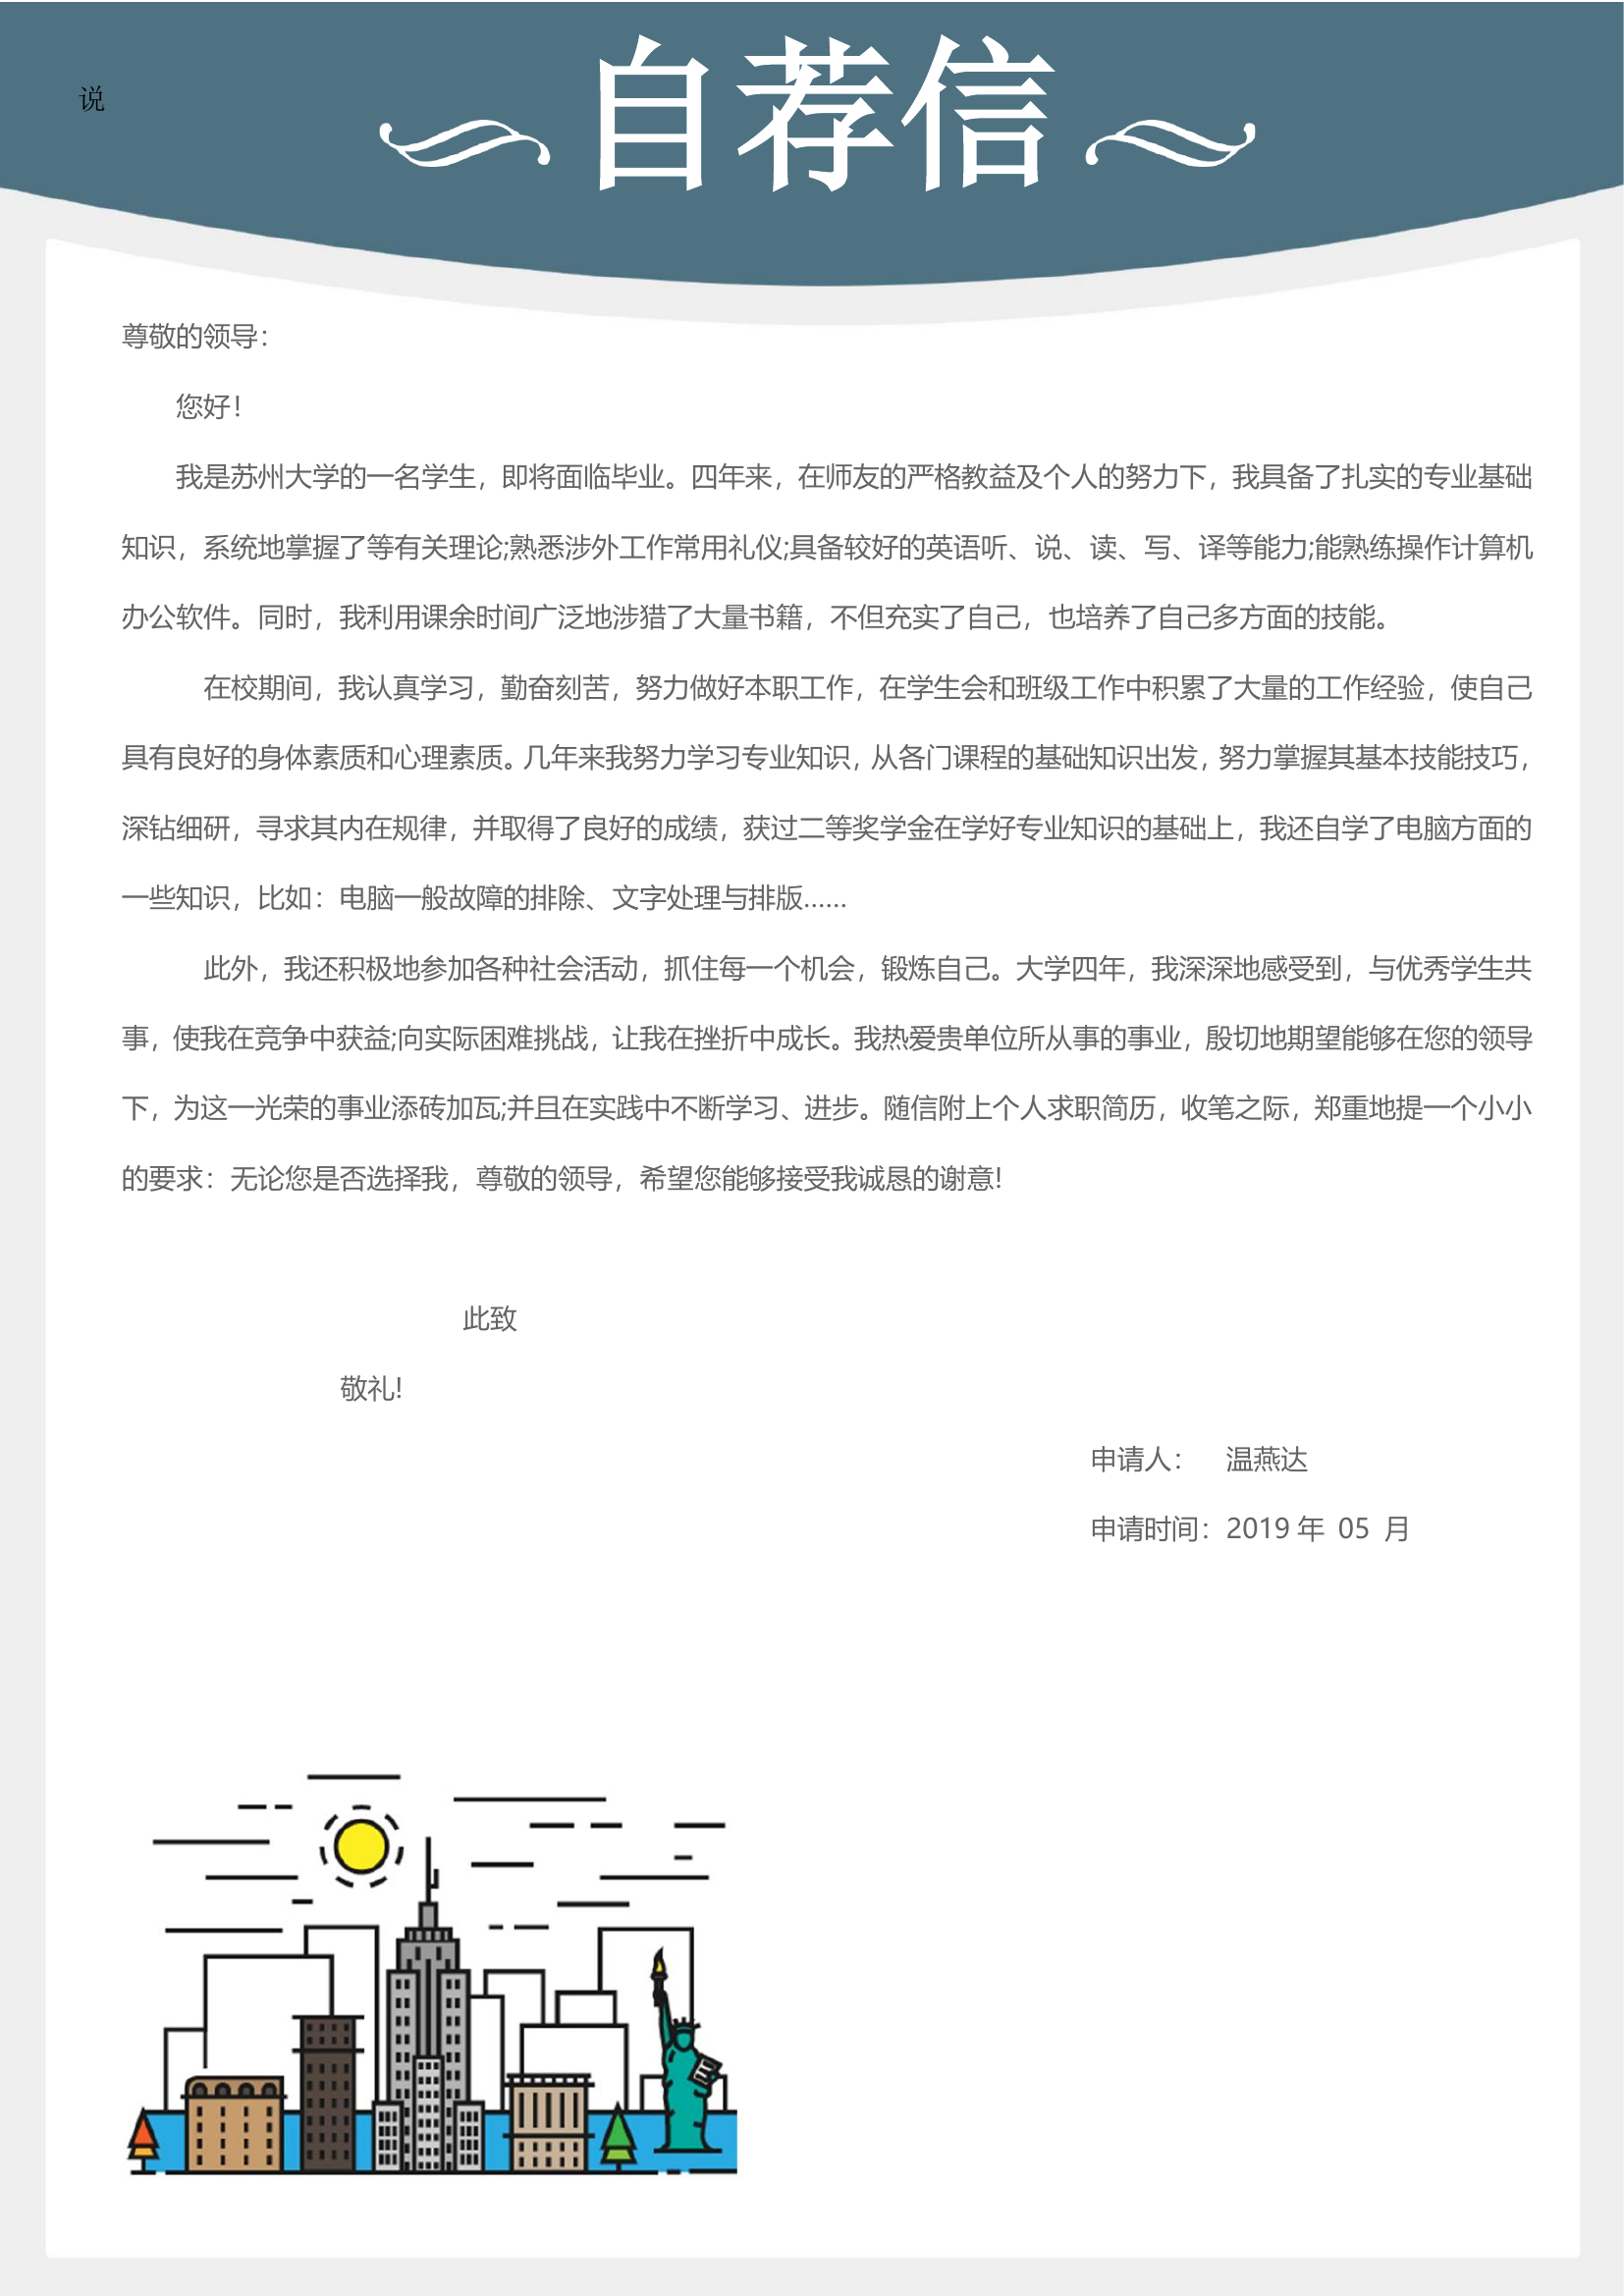 说
自荐信
尊敬的领导：
您好！
我是苏州大学的一名学生，即将面临毕业。四年来，在师友的严格教益及个人的努力下，我具备了扎实的专业基础
知识，系统地掌握了等有关理论;熟悉涉外工作常用礼仪;具备较好的英语听、说、读、写、译等能力;能熟练操作计算机
办公软件。同时，我利用课余时间广泛地涉猎了大量书籍，不但充实了自己，也培养了自己多方面的技能。
在校期间，我认真学习，勤奋刻苦，努力做好本职工作，在学生会和班级工作中积累了大量的工作经验，使自己
具有良好的身体素质和心理素质。几年来我努力学习专业知识，从各门课程的基础知识出发，努力掌握其基本技能技巧，
深钻细研，寻求其内在规律，并取得了良好的成绩，获过二等奖学金在学好专业知识的基础上，我还自学了电脑方面的
一些知识，比如：电脑一般故障的排除、文字处理与排版……
此外，我还积极地参加各种社会活动，抓住每一个机会，锻炼自己。大学四年，我深深地感受到，与优秀学生共
事，使我在竞争中获益;向实际困难挑战，让我在挫折中成长。我热爱贵单位所从事的事业，殷切地期望能够在您的领导
下，为这一光荣的事业添砖加瓦;并且在实践中不断学习、进步。随信附上个人求职简历，收笔之际，郑重地提一个小小
的要求：无论您是否选择我，尊敬的领导，希望您能够接受我诚恳的谢意!
此致
敬礼!
申请人： 温燕达
申请时间：2019 年 05 月